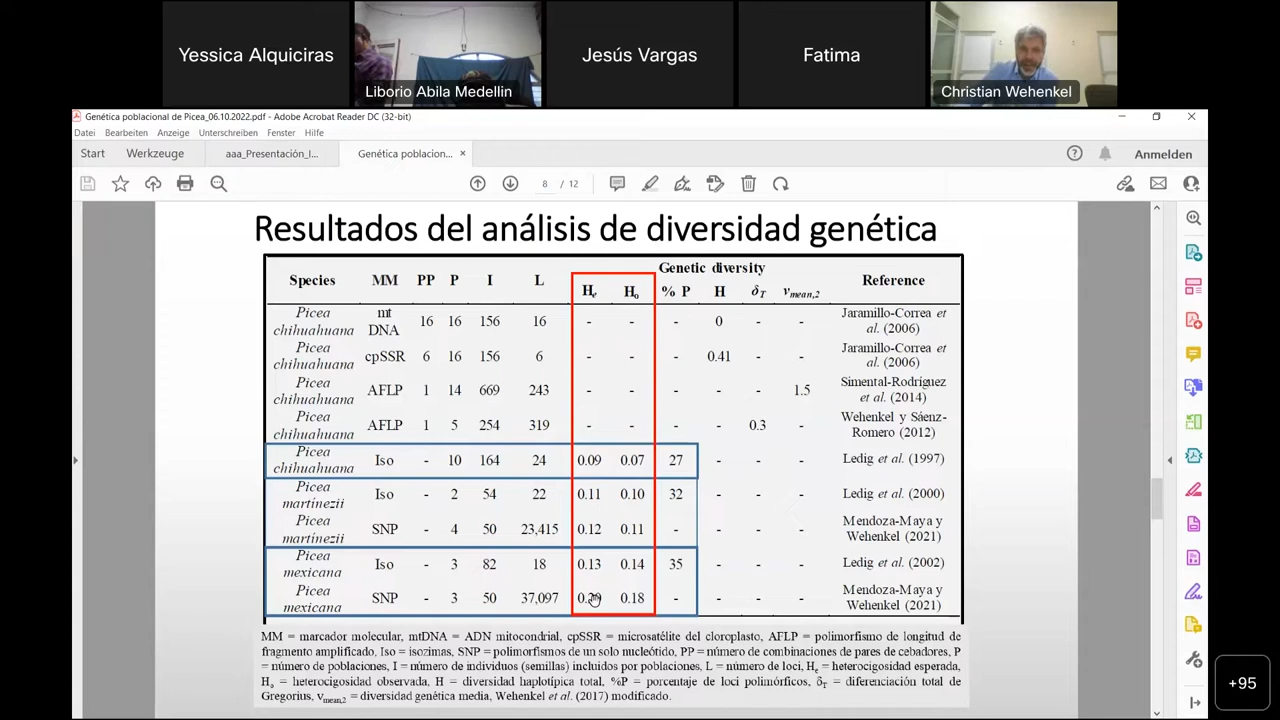 Yessica Alquiciras
Liborio Abila Medellin
Jesús Vargas
Fatima
Christian Wehenkel
Genética poblacional de Picea_06.10.2022.pdf - Adobe Acrobat Reader DC (32-bit)
Datei Bearbeiten Anzeige Unterschreiben Fenster Hilfe
Start Werkzeuge aaa_Presentación_I... Genética poblacion... × Anmelden
8 / 12
Resultados del análisis de diversidad genética
Genetic diversity
Species MM PP P I L He Ho % P H δT vmean,2 Reference
Picea chihuahuana mt DNA 16 16 156 16 - - - 0 - - Jaramillo-Correa et al. (2006)
Picea chihuahuana cpSSR 6 16 156 6 - - - 0.41 - - Jaramillo-Correa et al. (2006)
Picea chihuahuana AFLP 1 14 669 243 - - - - - 1.5 Simental-Rodríguez et al. (2014)
Picea chihuahuana AFLP 1 5 254 319 - - - - 0.3 - Wehenkel y Sáenz-Romero (2012)
Picea chihuahuana Iso - 10 164 24 0.09 0.07 27 - - - Ledig et al. (1997)
Picea martínezii Iso - 2 54 22 0.11 0.10 32 - - - Ledig et al. (2000)
Picea martínezii SNP - 4 50 23,415 0.12 0.11 - - - - Mendoza-Maya y Wehenkel (2021)
Picea mexicana Iso - 3 82 18 0.13 0.14 35 - - - Ledig et al. (2002)
Picea mexicana SNP - 3 50 37,097 0.18 - - - - Mendoza-Maya y Wehenkel (2021)
MM = marcador molecular, mtDNA = ADN mitocondrial, cpSSR = microsatélite del cloroplasto, AFLP = polimorfismo de longitud de
fragmento amplificado, Iso = isozimas, SNP = polimorfismos de un solo nucleótido, PP = número de combinaciones de pares de cebadores, P
= número de poblaciones, I = número de individuos (semillas) incluidos por poblaciones, L = número de loci, He = heterocigosidad esperada,
Ho = heterocigosidad observada, H = diversidad haplotípica total, %P = porcentaje de loci polimórficos, δT = diferenciación total de
Gregorius, vmean,2 = diversidad genética media, Wehenkel et al. (2017) modificado.
+95